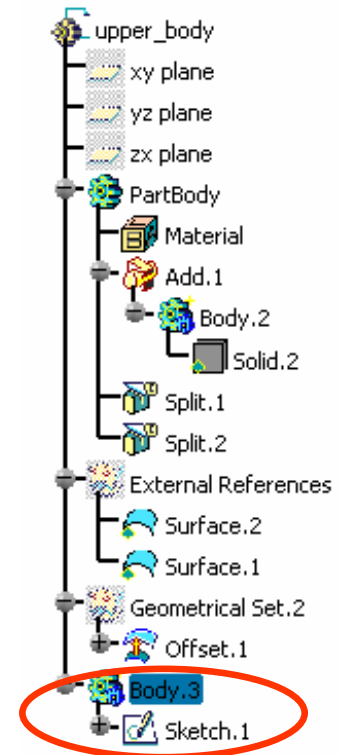 upper_body
xy plane
yz plane
zx plane
PartBody
Material
Add.1
Body.2
Solid.2
Split.1
Split.2
External References
Surface.2
Surface.1
Geometrical Set.2
Offset.1
Body.3
Sketch.1